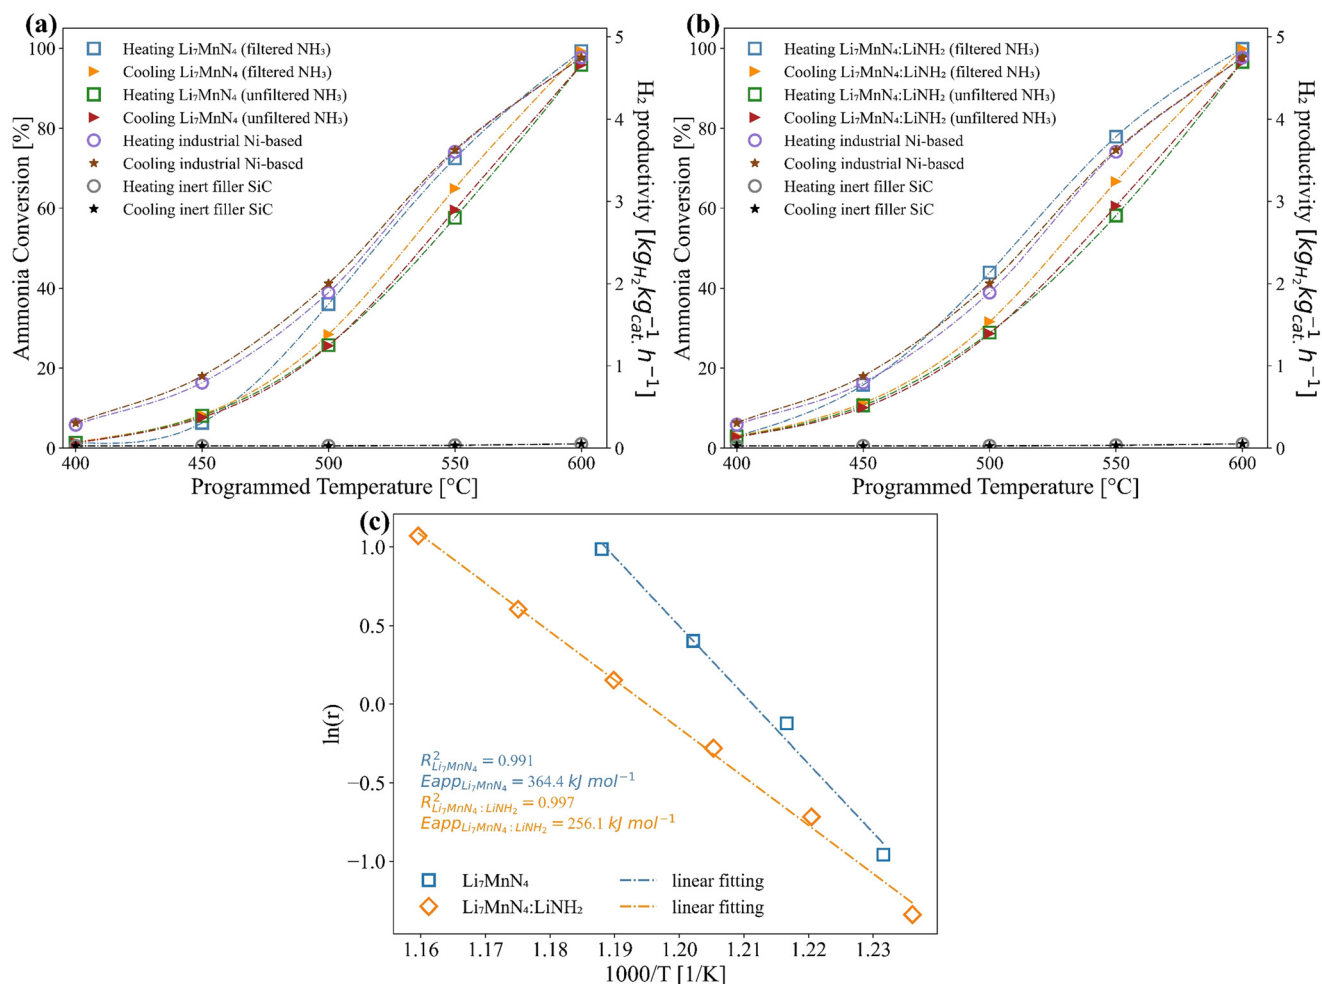 (a)
100
80
60
40
20
0
Ammonia Conversion [%]
Heating Li₇MnN₄ (filtered NH₃)
Cooling Li₇MnN₄ (filtered NH₃)
Heating Li₇MnN₄ (unfiltered NH₃)
Cooling Li₇MnN₄ (unfiltered NH₃)
Heating industrial Ni-based
Cooling industrial Ni-based
Heating inert filler SiC
Cooling inert filler SiC
5
4
3
2
1
0
H₂ productivity [kg_H₂ kg_cat.⁻¹ h⁻¹]
400 450 500 550 600
Programmed Temperature [°C]
(b)
100
80
60
40
20
0
Ammonia Conversion [%]
Heating Li₇MnN₄:LiNH₂ (filtered NH₃)
Cooling Li₇MnN₄:LiNH₂ (filtered NH₃)
Heating Li₇MnN₄:LiNH₂ (unfiltered NH₃)
Cooling Li₇MnN₄:LiNH₂ (unfiltered NH₃)
Heating industrial Ni-based
Cooling industrial Ni-based
Heating inert filler SiC
Cooling inert filler SiC
5
4
3
2
1
0
H₂ productivity [kg_H₂ kg_cat.⁻¹ h⁻¹]
400 450 500 550 600
Programmed Temperature [°C]
(c)
1.0
0.5
0.0
−0.5
−1.0
ln(r)
R²_Li₇MnN₄ = 0.991
Eapp_Li₇MnN₄ = 364.4 kJ mol⁻¹
R²_Li₇MnN₄:LiNH₂ = 0.997
Eapp_Li₇MnN₄:LiNH₂ = 256.1 kJ mol⁻¹
Li₇MnN₄ linear fitting
Li₇MnN₄:LiNH₂ linear fitting
1.16 1.17 1.18 1.19 1.20 1.21 1.22 1.23
1000/T [1/K]